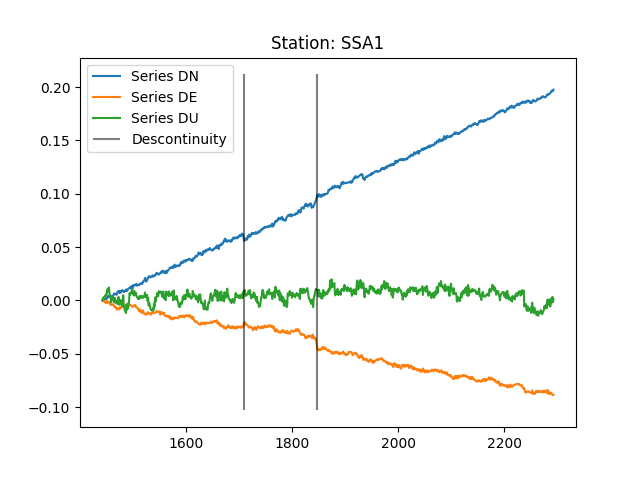 Station: SSA1
Series DN
Series DE
Series DU
Descontinuity
0.20
0.15
0.10
0.05
0.00
−0.05
−0.10
1600 1800 2000 2200